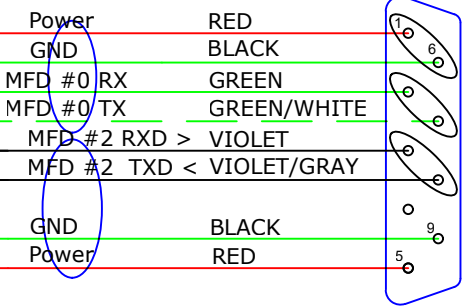 Power RED
GND BLACK
MFD #0 RX GREEN
MFD #0 TX GREEN/WHITE
MFD #2 RXD > VIOLET
MFD #2 TXD < VIOLET/GRAY
GND BLACK
Power RED
1
6
9
5